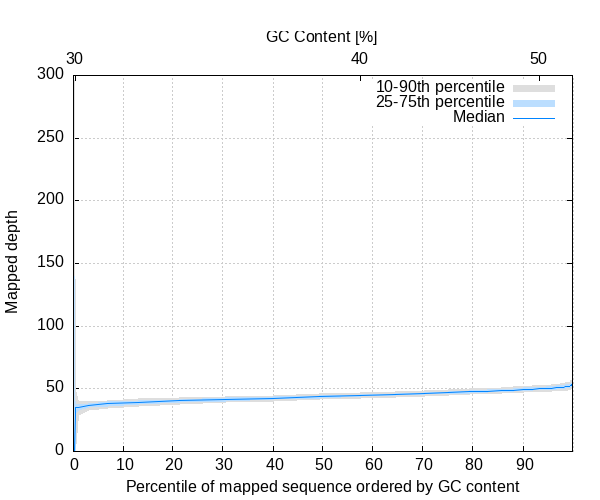 GC Content [%]
30 40 50
300
250
200
150
100
50
0
Mapped depth
10-90th percentile
25-75th percentile
Median
0 10 20 30 40 50 60 70 80 90
Percentile of mapped sequence ordered by GC content